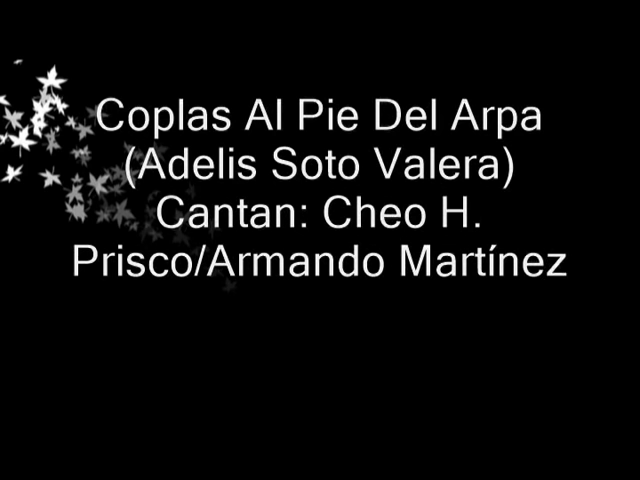 Coplas Al Pie Del Arpa
(Adelis Soto Valera)
Cantan: Cheo H.
Prisco/Armando Martínez